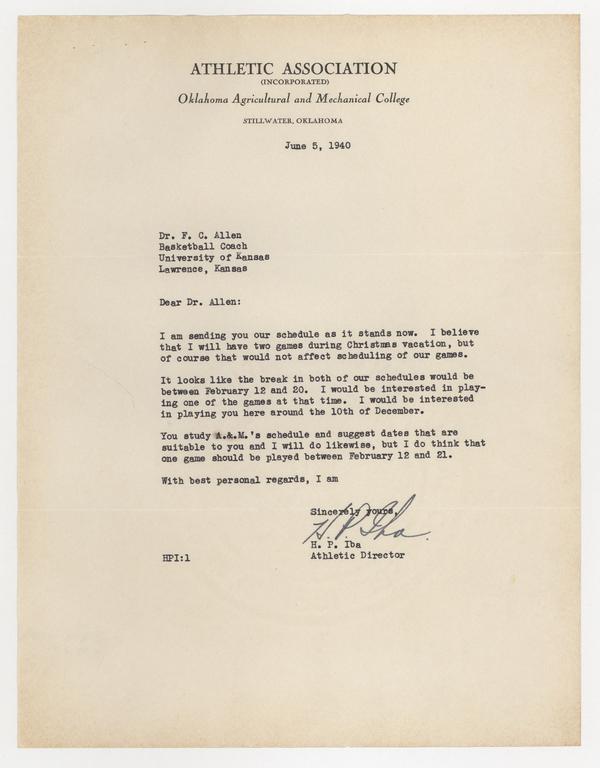 ATHLETIC ASSOCIATION
(INCORPORATED)
Oklahoma Agricultural and Mechanical College
STILLWATER, OKLAHOMA
June 5, 1940
Dr. F. C. Allen
Basketball Coach
University of Kansas
Lawrence, Kansas
Dear Dr. Allen:
I am sending you our schedule as it stands now.  I believe
that I will have two games during Christmas vacation, but
of course that would not affect scheduling of our games.
It looks like the break in both of our schedules would be
between February 12 and 20.  I would be interested in play-
ing one of the games at that time.  I would be interested
in playing you here around the 10th of December.
You study A.&.M.'s schedule and suggest dates that are
suitable to you and I will do likewise, but I do think that
one game should be played between February 12 and 21.
With best personal regards, I am
Sincerely yours,
H. P. Iba.
H. P. Iba
HPI:l Athletic Director